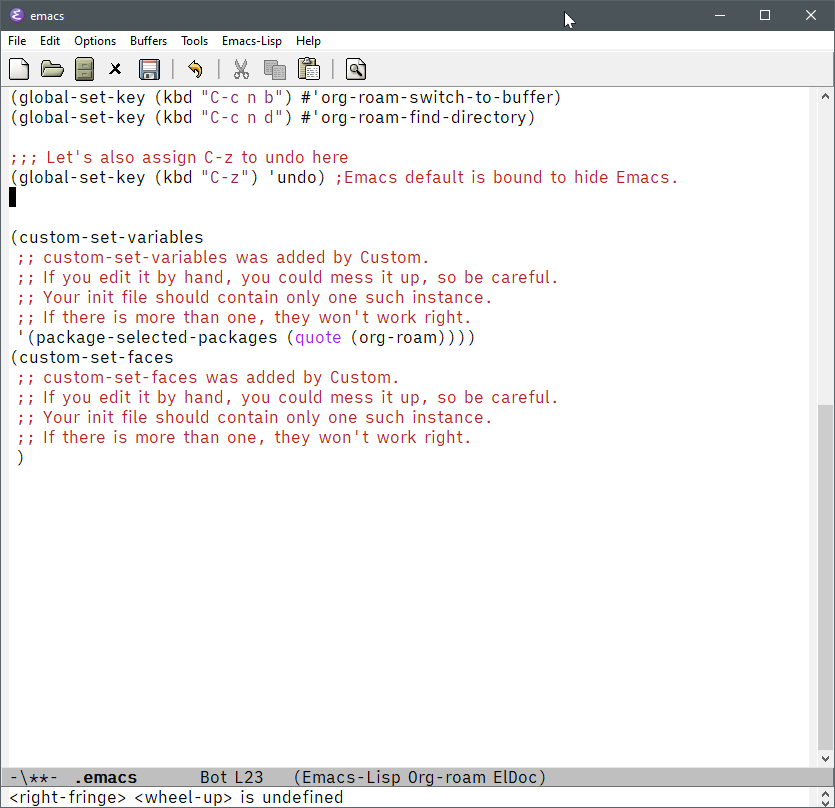 emacs
File Edit Options Buffers Tools Emacs-Lisp Help
(global-set-key (kbd "C-c n b") #'org-roam-switch-to-buffer)
(global-set-key (kbd "C-c n d") #'org-roam-find-directory)
;;; Let's also assign C-z to undo here
(global-set-key (kbd "C-z") 'undo) ;Emacs default is bound to hide Emacs.
(custom-set-variables
;; custom-set-variables was added by Custom.
;; If you edit it by hand, you could mess it up, so be careful.
;; Your init file should contain only one such instance.
;; If there is more than one, they won't work right.
'(package-selected-packages (quote (org-roam))))
(custom-set-faces
;; custom-set-faces was added by Custom.
;; If you edit it by hand, you could mess it up, so be careful.
;; Your init file should contain only one such instance.
;; If there is more than one, they won't work right.
)
-\**- .emacs Bot L23 (Emacs-Lisp Org-roam ElDoc)
<right-fringe> <wheel-up> is undefined